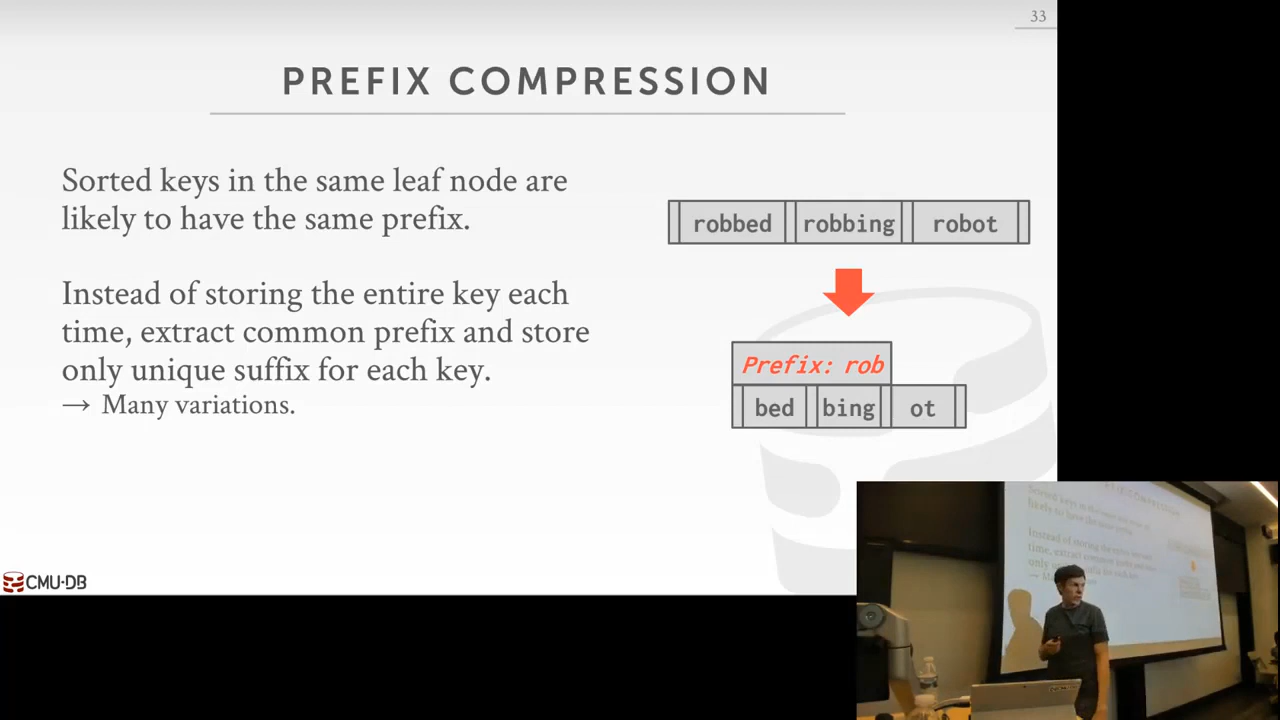 33
PREFIX COMPRESSION
Sorted keys in the same leaf node are
likely to have the same prefix.
Instead of storing the entire key each
time, extract common prefix and store
only unique suffix for each key.
→ Many variations.
robbed robbing robot
Prefix: rob
bed bing ot
CMU·DB